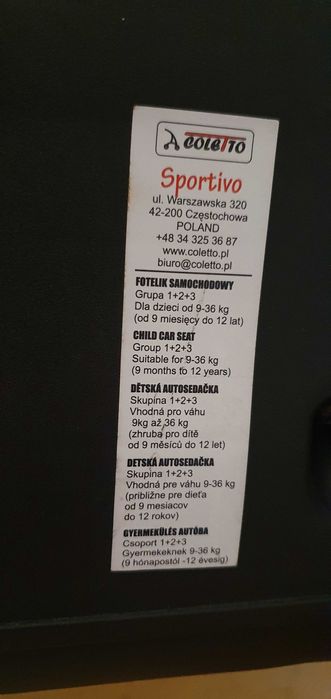 COLETTO
Sportivo
ul. Warszawska 320
42-200 Częstochowa
POLAND
+48 34 325 36 87
www.coletto.pl
biuro@coletto.pl
FOTELIK SAMOCHODOWY
Grupa 1+2+3
Dla dzieci od 9-36 kg
(od 9 miesięcy do 12 lat)
CHILD CAR SEAT
Group 1+2+3
Suitable for 9-36 kg
(9 months to 12 years)
DĚTSKÁ AUTOSEDAČKA
Skupina 1+2+3
Vhodná pro váhu
9kg až 36 kg
(zhruba pro dítě
od 9 měsíců do 12 let)
DETSKÁ AUTOSEDAČKA
Skupina 1+2+3
Vhodná pre váhu 9-36 kg
(približne pre dieťa
od 9 mesiacov
do 12 rokov)
GYERMEKÜLÉS AUTÓBA
Csoport 1+2+3
Gyermekeknek 9-36 kg
(9 hónapostól -12 évesig)